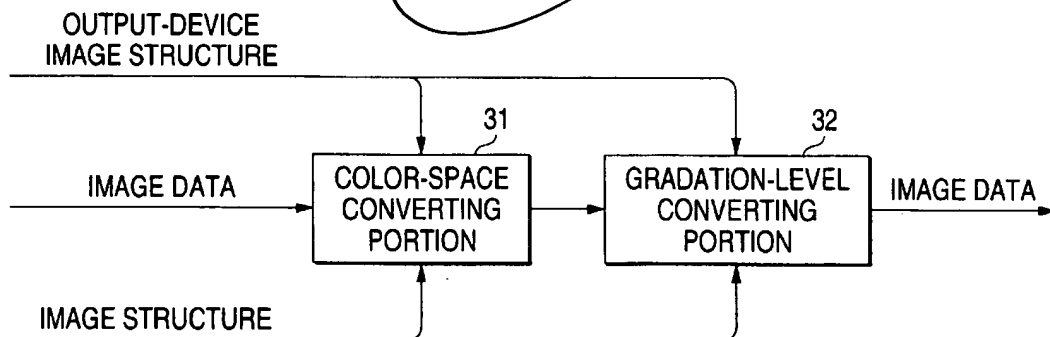 OUTPUT-DEVICE
IMAGE STRUCTURE
31
32
IMAGE DATA
COLOR-SPACE
CONVERTING
PORTION
GRADATION-LEVEL
CONVERTING
PORTION
IMAGE DATA
IMAGE STRUCTURE